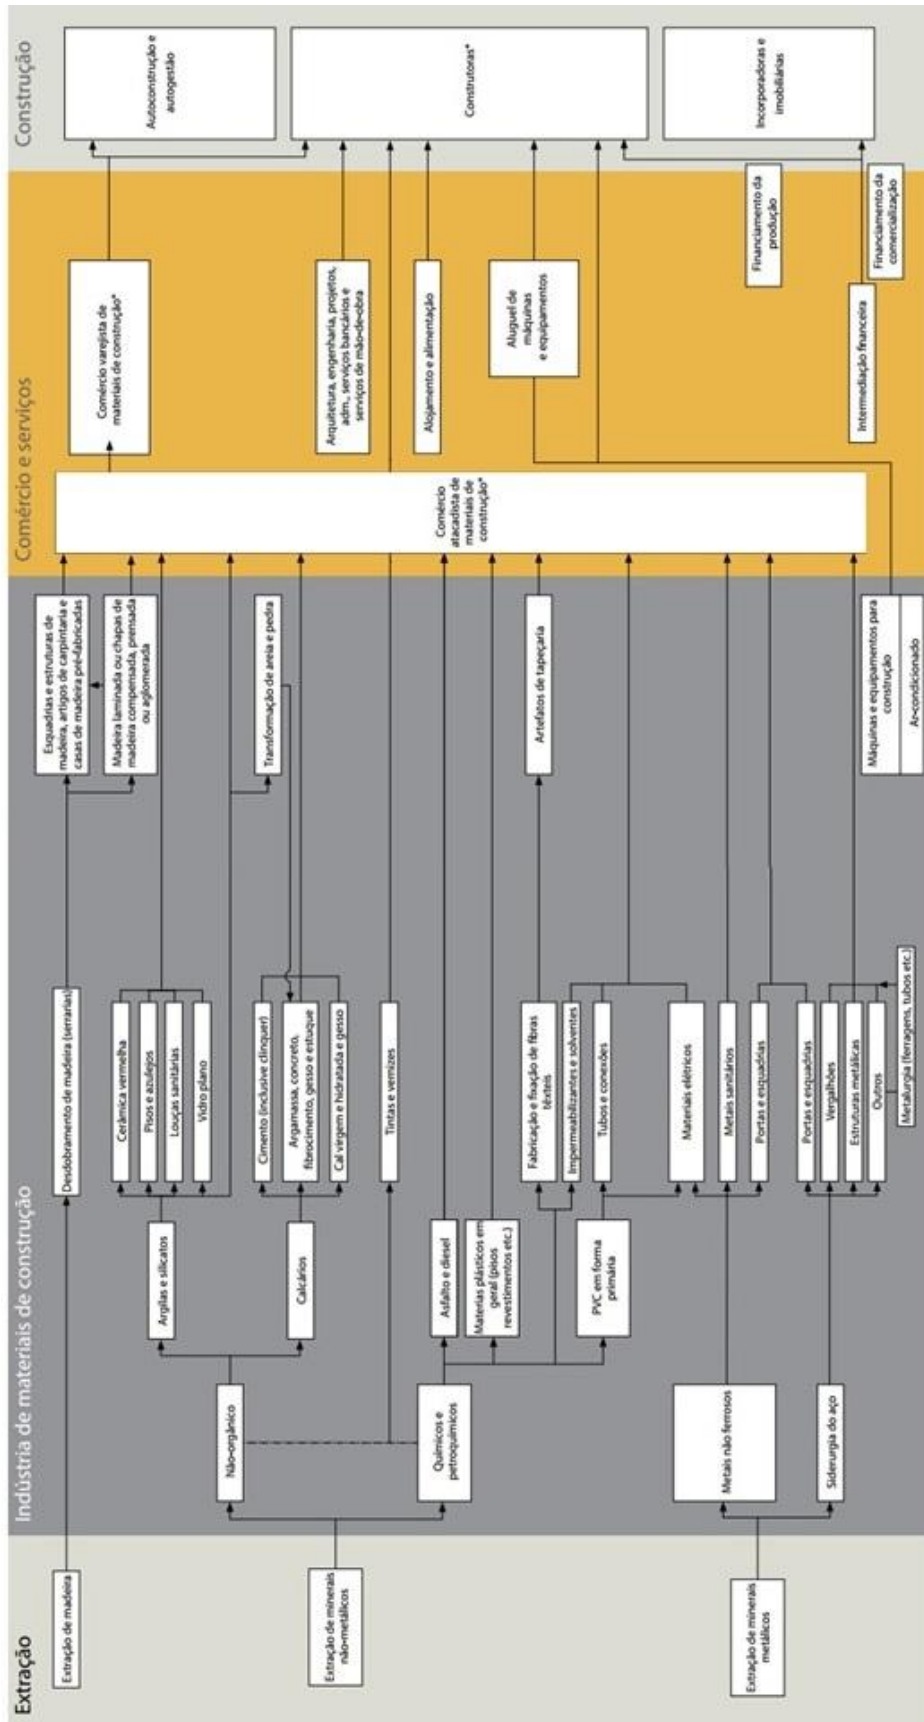 Extração
Indústria de materiais de construção
Comércio e serviços
Construção
Extração de madeira
Extração de minerais
não-metálicos
Extração de minerais
metálicos
Desdobramento de madeira (serrarias)
Esquadrias e estruturas de
madeira, artigos de carpintaria e
casas de madeira pré-fabricadas
Madeira laminada ou chapas de
madeira compensada, prensada
ou aglomerada
Não-orgânico
Argilas e silicatos
Cerâmica vermelha
Pisos e azulejos
Louças sanitárias
Vidro plano
Transformação de areia e pedra
Calcários
Cimento (inclusive clinquer)
Argamassa, concreto,
fibrocimento, gesso e estuque
Cal virgem e hidratada e gesso
Tintas e vernizes
Químicos e
petroquímicos
Asfalto e diesel
Materias plásticos em
geral (pisos
revestimentos etc.)
Fabricação e fixação de fibras
têxteis
Artefatos de tapeçaria
Impermeabilizantes e solventes
PVC em forma
primária
Tubos e conexões
Materiais elétricos
Metais não ferrosos
Metais sanitários
Portas e esquadrias
Siderurgia do aço
Portas e esquadrias
Vergalhões
Estruturas metálicas
Outros
Metalurgia (ferragens, tubos etc.)
Máquinas e equipamentos para
construção
Ar-condicionado
Comércio
atacadista de
materiais de
construção*
Comércio varejista de
materiais de construção*
Arquitetura, engenharia, projetos,
adm., serviços bancários e
serviços de mão-de-obra
Alojamento e alimentação
Aluguel de
máquinas
e equipamentos
Intermediação financeira
Financiamento da
produção
Financiamento da
comercialização
Autoconstrução e
autogestão
Construtoras*
Incorporadoras e
imobiliárias